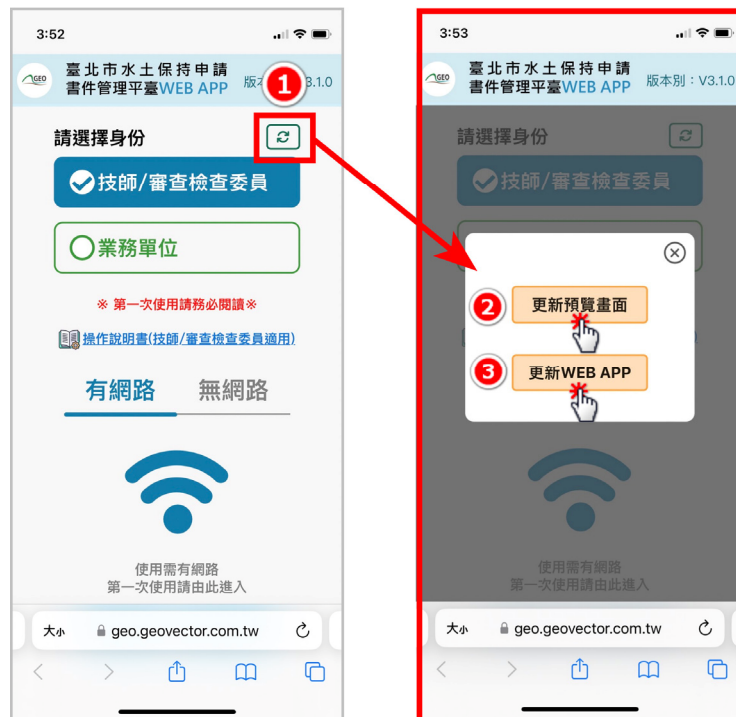 3:52
GEO
臺北市水土保持申請
書件管理平臺WEB APP
版本 3.1.0
1
請選擇身份
技師/審查檢查委員
業務單位
※ 第一次使用請務必閱讀※
操作說明書(技師/審查檢查委員適用)
有網路
無網路
使用需有網路
第一次使用請由此進入
大小
geo.geovector.com.tw
3:53
GEO
臺北市水土保持申請
書件管理平臺WEB APP
版本別：V3.1.0
請選擇身份
技師/審查檢查委員
2
更新預覽畫面
3
更新WEB APP
使用需有網路
第一次使用請由此進入
大小
geo.geovector.com.tw